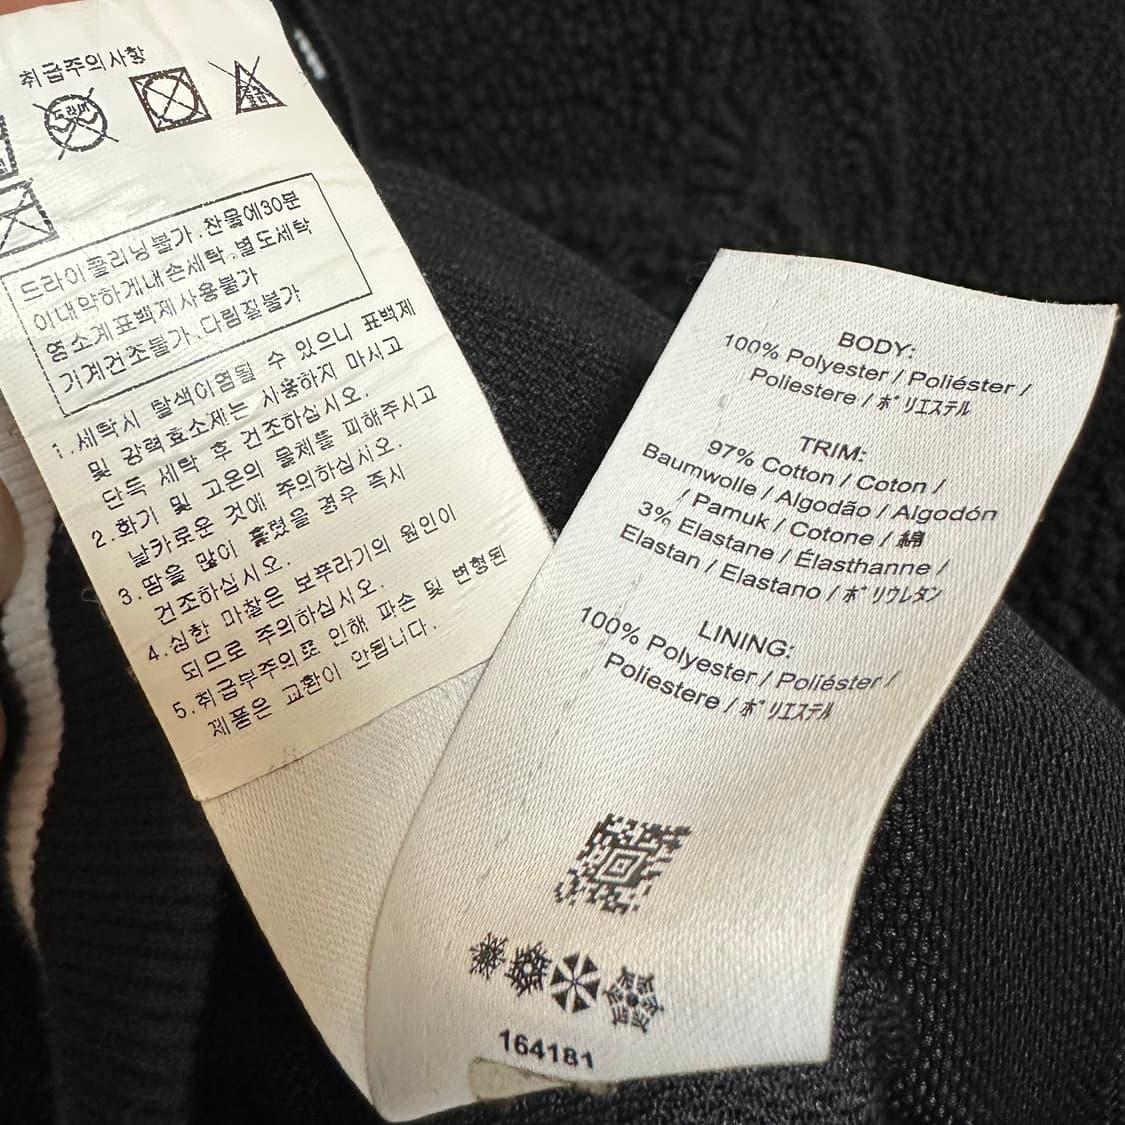 취급주의사항
드라이
드라이클리닝불가.찬물에30분
이내약하게내손세탁.별도세탁
염소계표백제사용불가
기계건조불가.다림질불가
1.세탁시 탈색이염될 수 있으니 표백제
및 강력효소제는 사용하지 마시고
단독 세탁 후 건조하십시오.
2.화기 및 고온의 물체를 피해주시고
날카로운 것에 주의하십시오.
3.땀을 많이 흘렸을 경우 즉시
건조하십시오.
4.심한 마찰은 보푸라기의 원인이
되므로 주의하십시오.
5.취급부주의로 인해 파손 및 변형된
제품은 교환이 안됩니다.
BODY:
100% Polyester / Poliéster /
Poliestere / ポリエステル
TRIM:
97% Cotton / Coton /
Baumwolle / Algodão / Algodón
/ Pamuk / Cotone / 綿
3% Elastane / Élasthanne /
Elastan / Elastano / ポリウレタン
LINING:
100% Polyester / Poliéster /
Poliestere / ポリエステル
164181